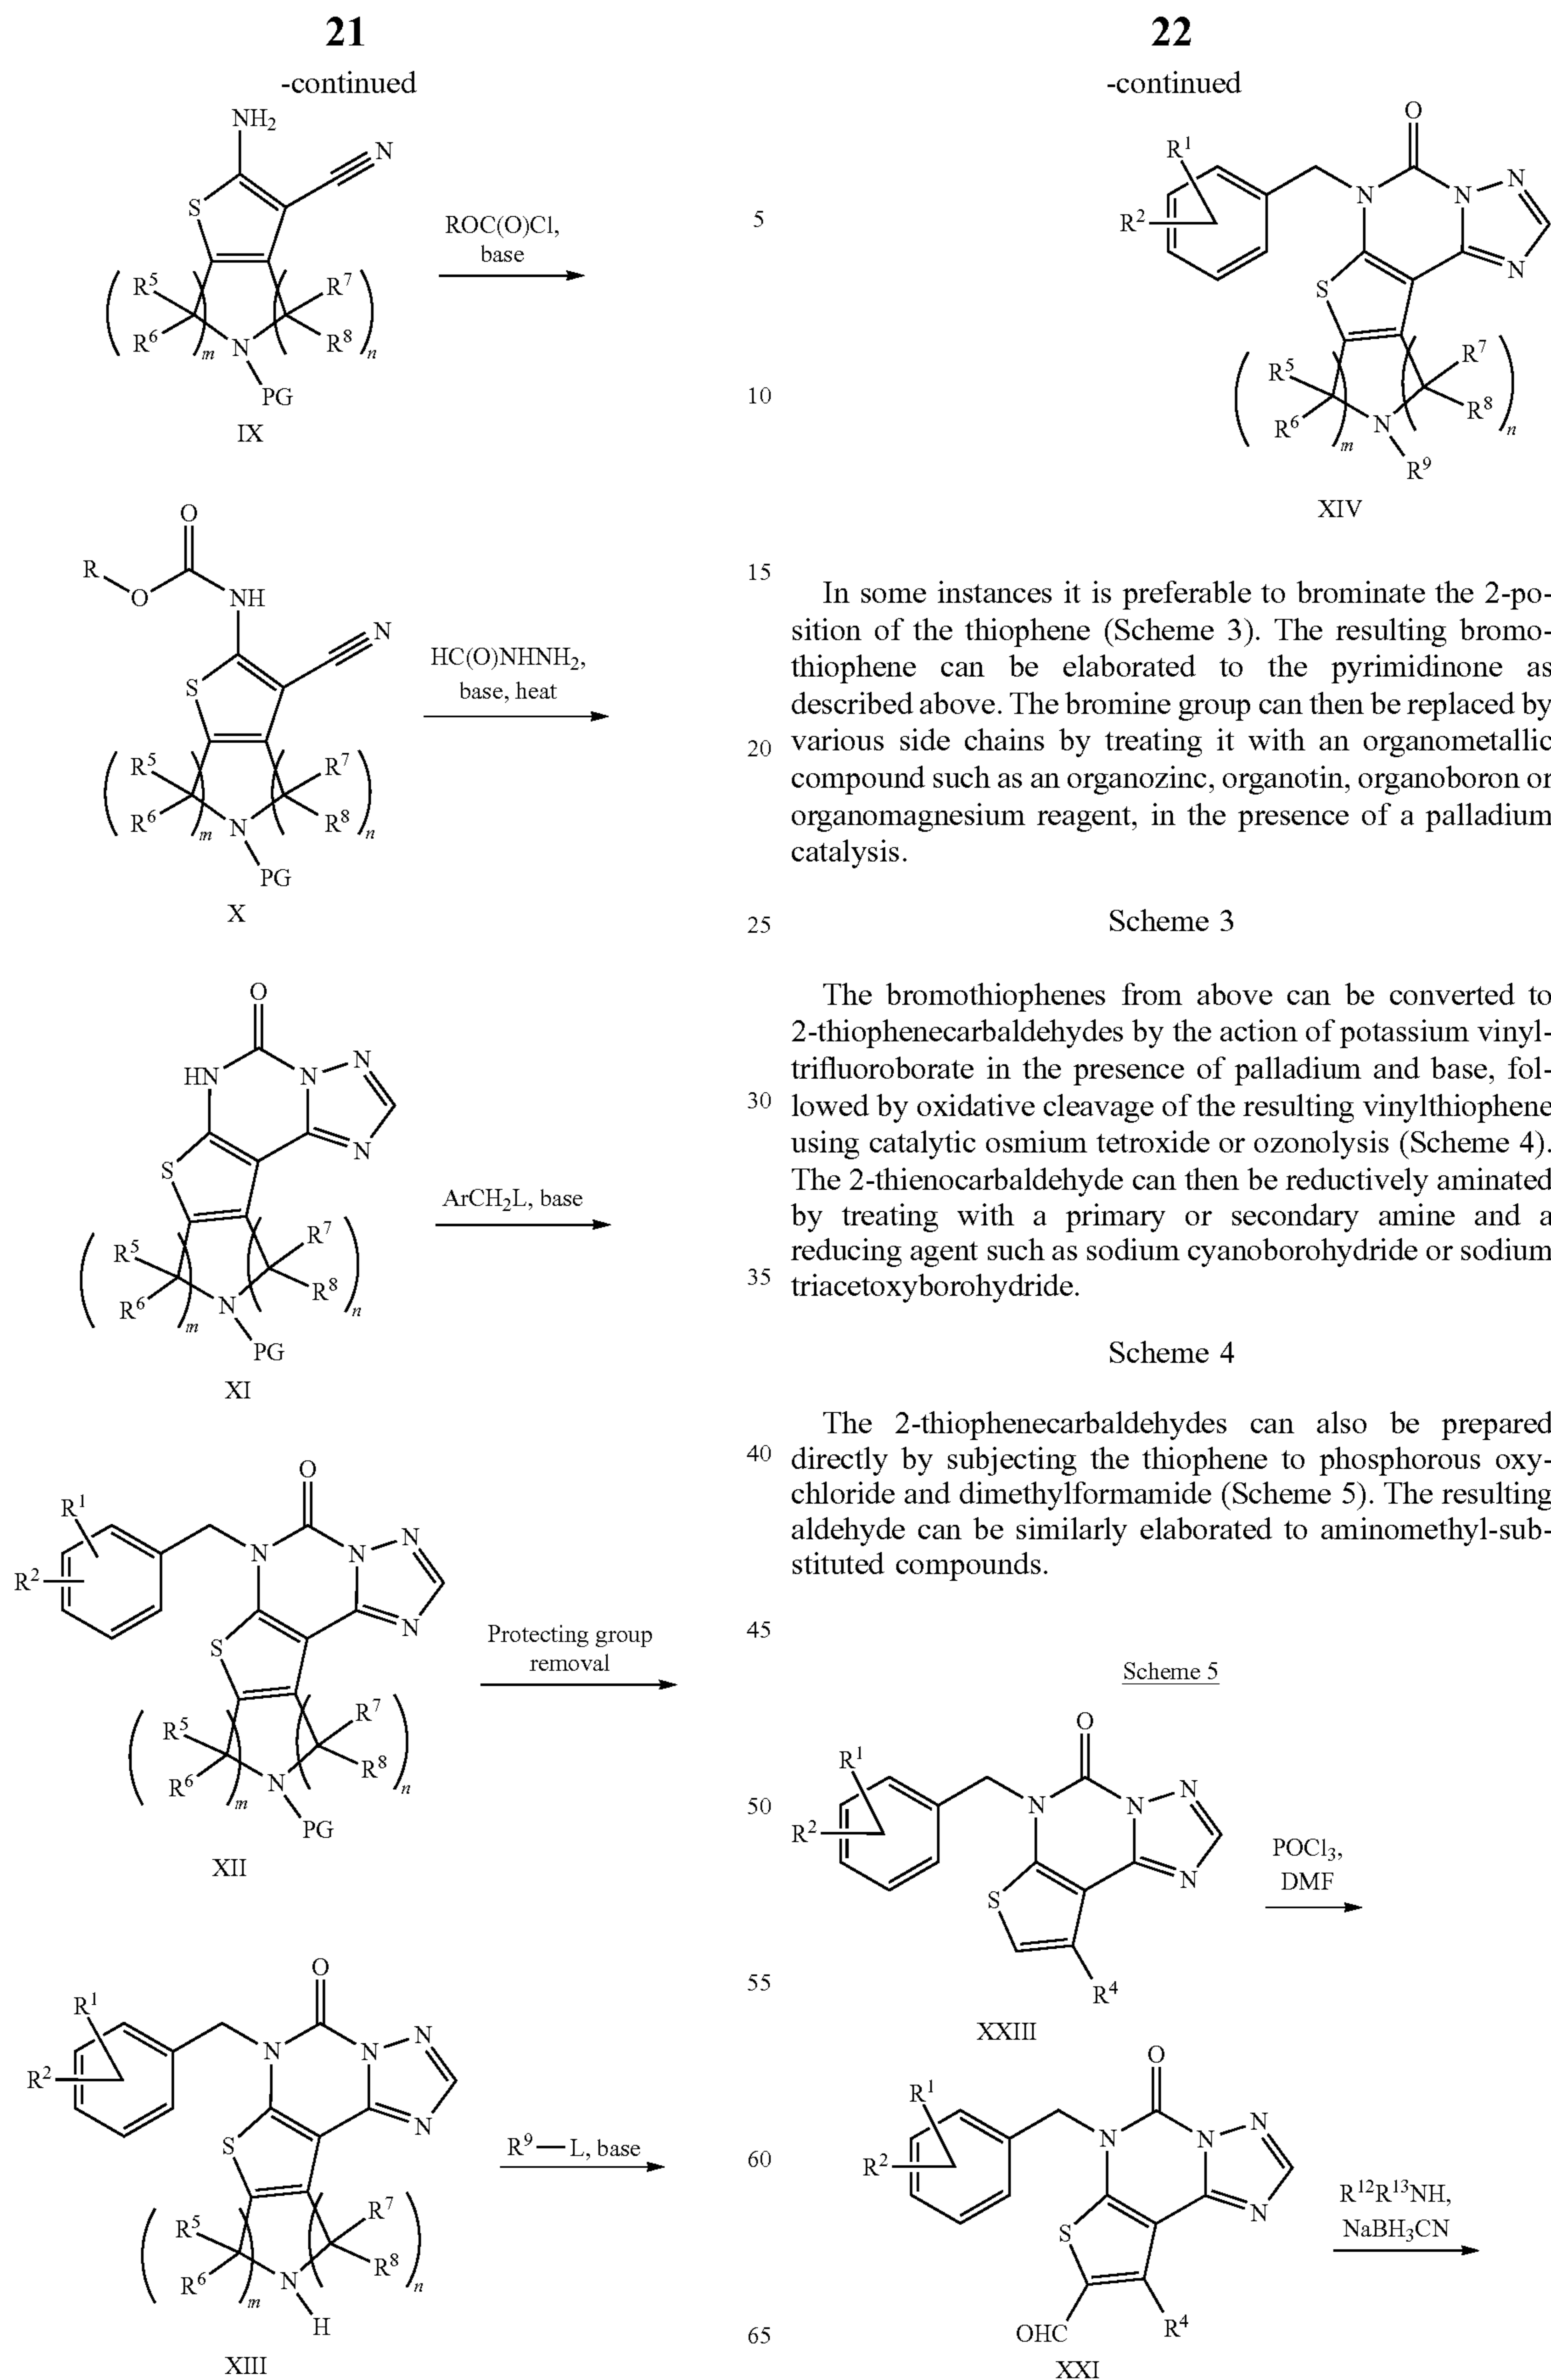 21
-continued
NH₂
N
S
R⁵
R⁷
R⁶
m
N
R⁸
n
PG
IX
ROC(O)Cl,
base
O
R
O
NH
N
S
R⁵
R⁷
R⁶
m
N
R⁸
n
PG
X
HC(O)NHNH₂,
base, heat
O
HN
N
N
N
S
R⁵
R⁷
R⁶
m
N
R⁸
n
PG
XI
ArCH₂L, base
O
R¹
R²
N
N
N
N
S
R⁵
R⁷
R⁶
m
N
R⁸
n
PG
XII
Protecting group
removal
O
R¹
R²
N
N
N
N
S
R⁵
R⁷
R⁶
m
N
R⁸
n
H
XIII
R⁹—L, base
5
10
15
20
25
30
35
40
45
50
55
60
65
22
-continued
O
R¹
R²
N
N
N
N
S
R⁵
R⁷
R⁶
m
N
R⁸
n
R⁹
XIV
In some instances it is preferable to brominate the 2-po-
sition of the thiophene (Scheme 3). The resulting bromo-
thiophene can be elaborated to the pyrimidinone as
described above. The bromine group can then be replaced by
various side chains by treating it with an organometallic
compound such as an organozinc, organotin, organoboron or
organomagnesium reagent, in the presence of a palladium
catalysis.
Scheme 3
The bromothiophenes from above can be converted to
2-thiophenecarbaldehydes by the action of potassium vinyl-
trifluoroborate in the presence of palladium and base, fol-
lowed by oxidative cleavage of the resulting vinylthiophene
using catalytic osmium tetroxide or ozonolysis (Scheme 4).
The 2-thienocarbaldehyde can then be reductively aminated
by treating with a primary or secondary amine and a
reducing agent such as sodium cyanoborohydride or sodium
triacetoxyborohydride.
Scheme 4
The 2-thiophenecarbaldehydes can also be prepared
directly by subjecting the thiophene to phosphorous oxy-
chloride and dimethylformamide (Scheme 5). The resulting
aldehyde can be similarly elaborated to aminomethyl-sub-
stituted compounds.
Scheme 5
O
R¹
R²
N
N
N
N
S
R⁴
XXIII
POCl₃,
DMF
O
R¹
R²
N
N
N
N
S
OHC
R⁴
XXI
R¹²R¹³NH,
NaBH₃CN